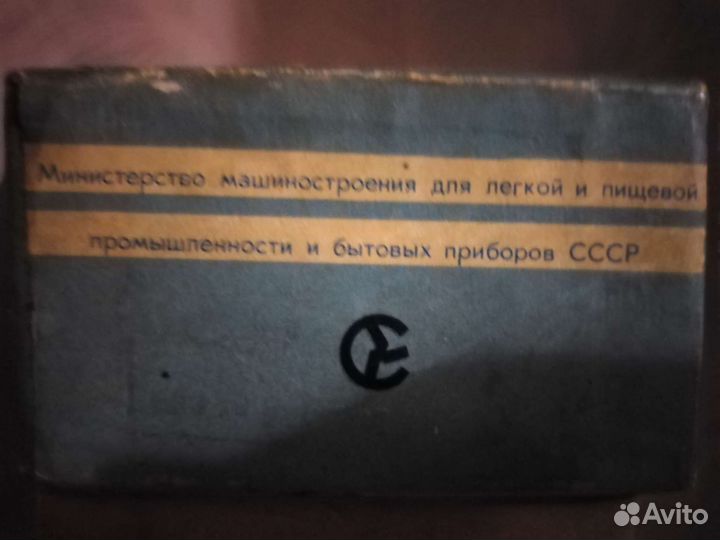 Министерство машиностроения для легкой и пищевой
промышленности и бытовых приборов СССР
Avito